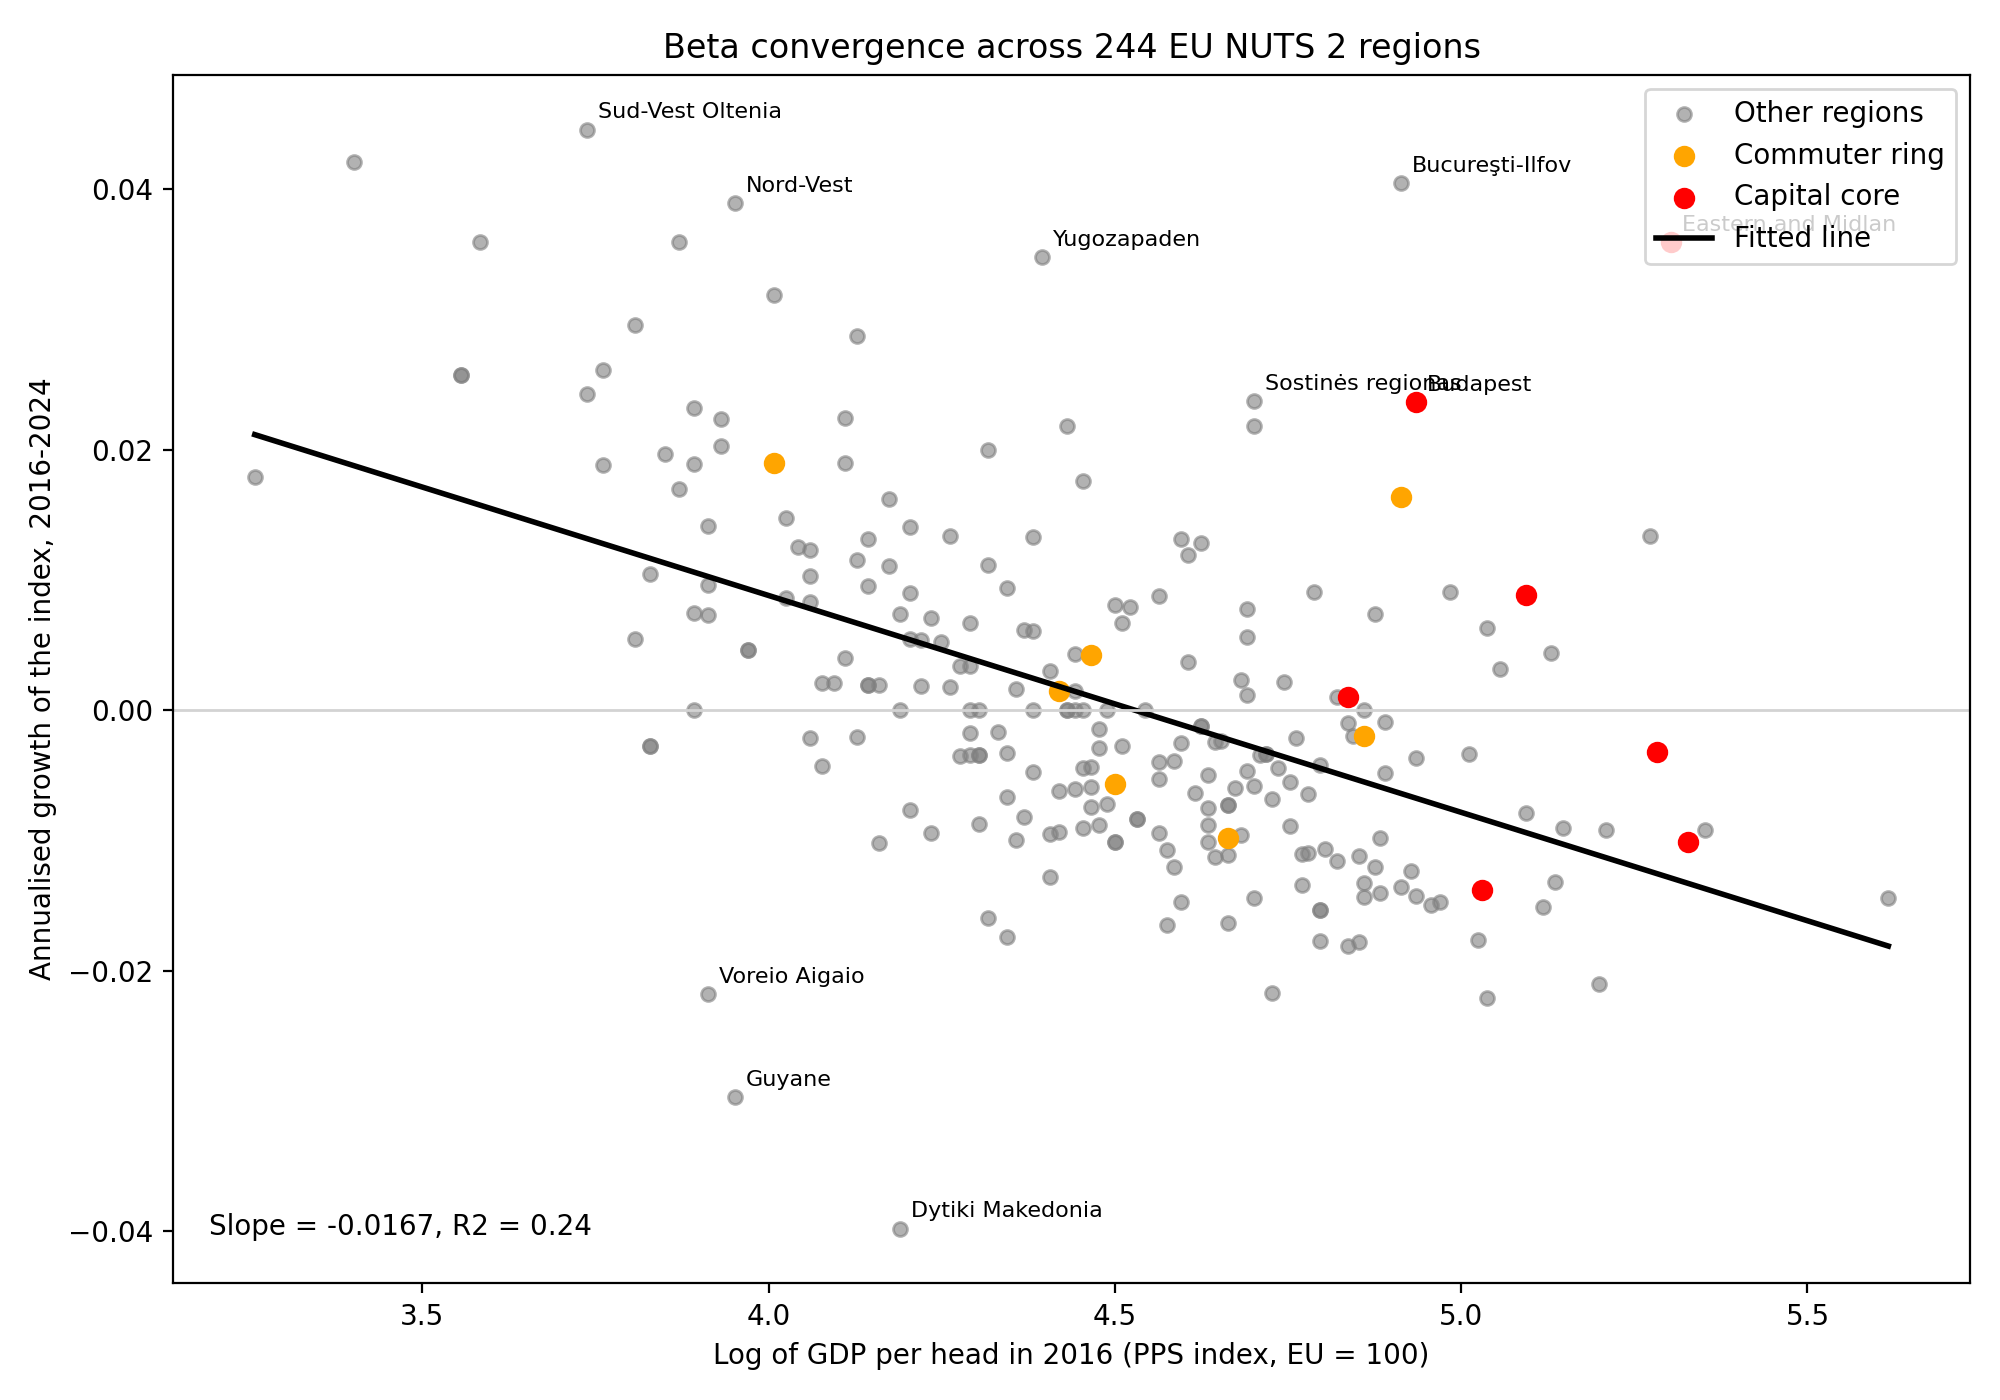 Beta convergence across 244 EU NUTS 2 regions
Other regions
Commuter ring
Capital core
Fitted line
Sud-Vest Oltenia
Nord-Vest
Bucureşti-Ilfov
Eastern and Midlan
Yugozapaden
Sostinės regionas
Budapest
Voreio Aigaio
Guyane
Dytiki Makedonia
Slope = -0.0167, R2 = 0.24
Annualised growth of the index, 2016-2024
0.04
0.02
0.00
−0.02
−0.04
3.5
4.0
4.5
5.0
5.5
Log of GDP per head in 2016 (PPS index, EU = 100)